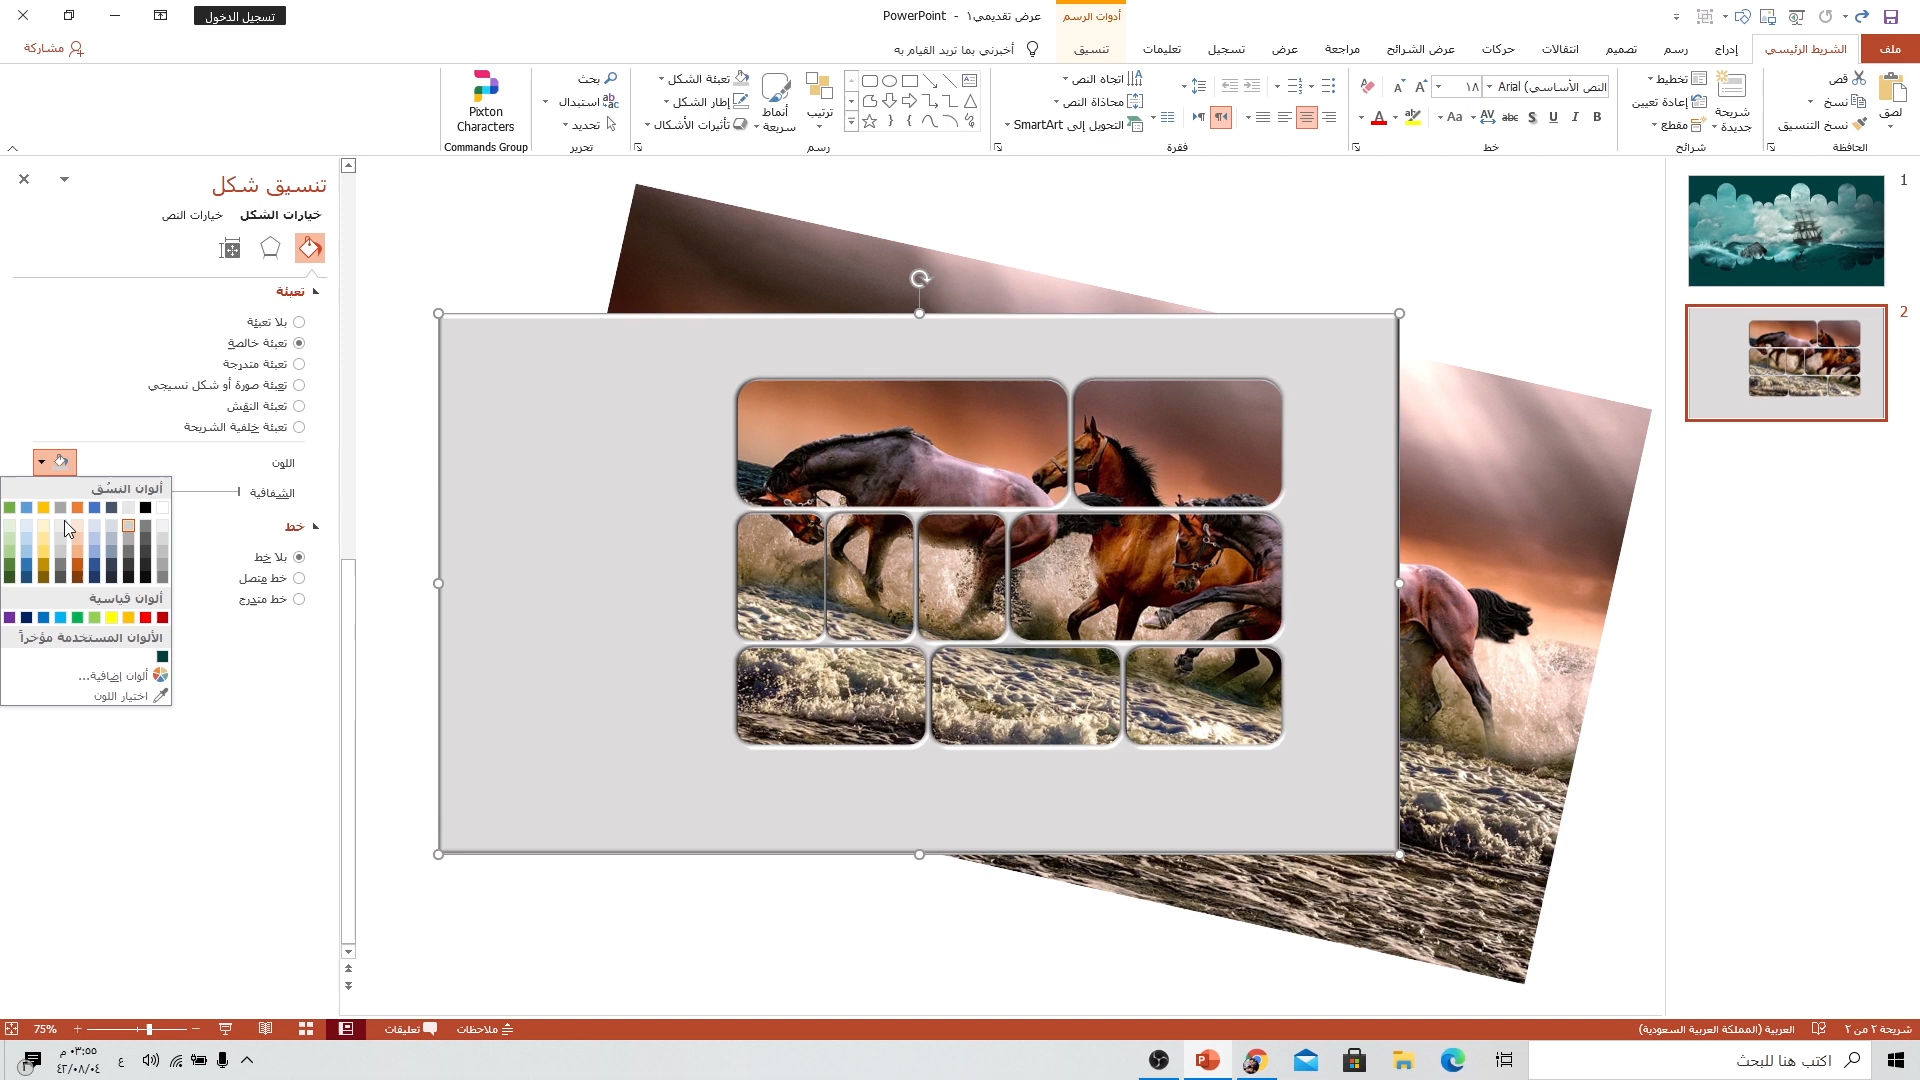 تسجيل الدخول
عرض تقديمي١ - PowerPoint
أدوات الرسم
ملف
الشريط الرئيسي
إدراج
رسم
تصميم
انتقالات
حركات
عرض الشرائح
مراجعة
عرض
تسجيل
تعليمات
تنسيق
أخبرني بما تريد القيام به
مشاركة
لصق
قص
نسخ
نسخ التنسيق
الحافظة
شريحة جديدة
تخطيط
إعادة تعيين
مقطع
شرائح
النص الأساسي) Arial
١٨
خط
اتجاه النص
محاذاة النص
التحويل إلى SmartArt
فقرة
ترتيب
أنماط سريعة
تعبئة الشكل
إطار الشكل
تأثيرات الأشكال
رسم
بحث
استبدال
تحديد
تحرير
Pixton
Characters
Commands Group
تنسيق شكل
خيارات الشكل
خيارات النص
تعبئة
بلا تعبئة
تعبئة خالصة
تعبئة متدرجة
تعبئة صورة أو شكل نسيجي
تعبئة النقش
تعبئة خلفية الشريحة
اللون
الشفافية
خط
بلا خط
خط متصل
خط متدرج
ألوان النسُق
ألوان قياسية
الألوان المستخدمة مؤخراً
ألوان إضافية...
اختيار اللون
1
2
شريحة ٢ من ٢
العربية (المملكة العربية السعودية)
ملاحظات
تعليقات
75%
اكتب هنا للبحث
ع
٠٣:٥٥ م
٤٢/٠٨/٠٤